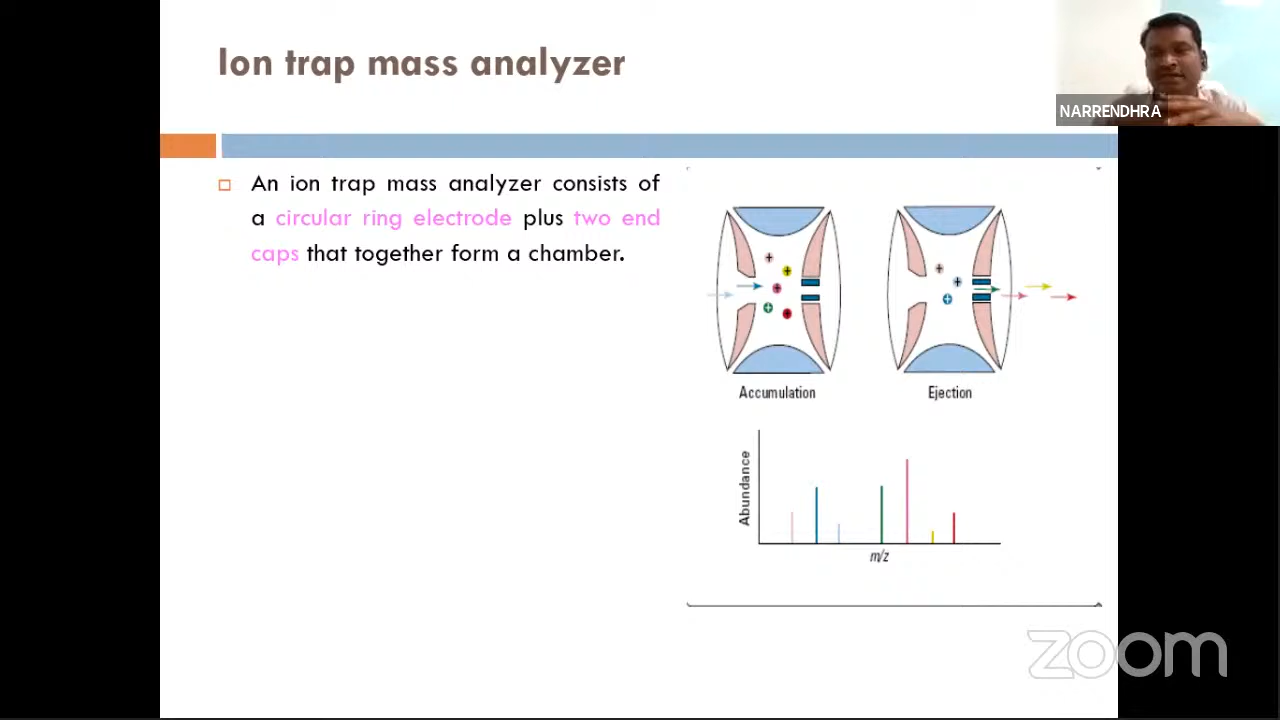 Ion trap mass analyzer
NARRENDHRA
An ion trap mass analyzer consists of
a circular ring electrode plus two end
caps that together form a chamber.
Accumulation
Ejection
Abundance
m/z
zoom